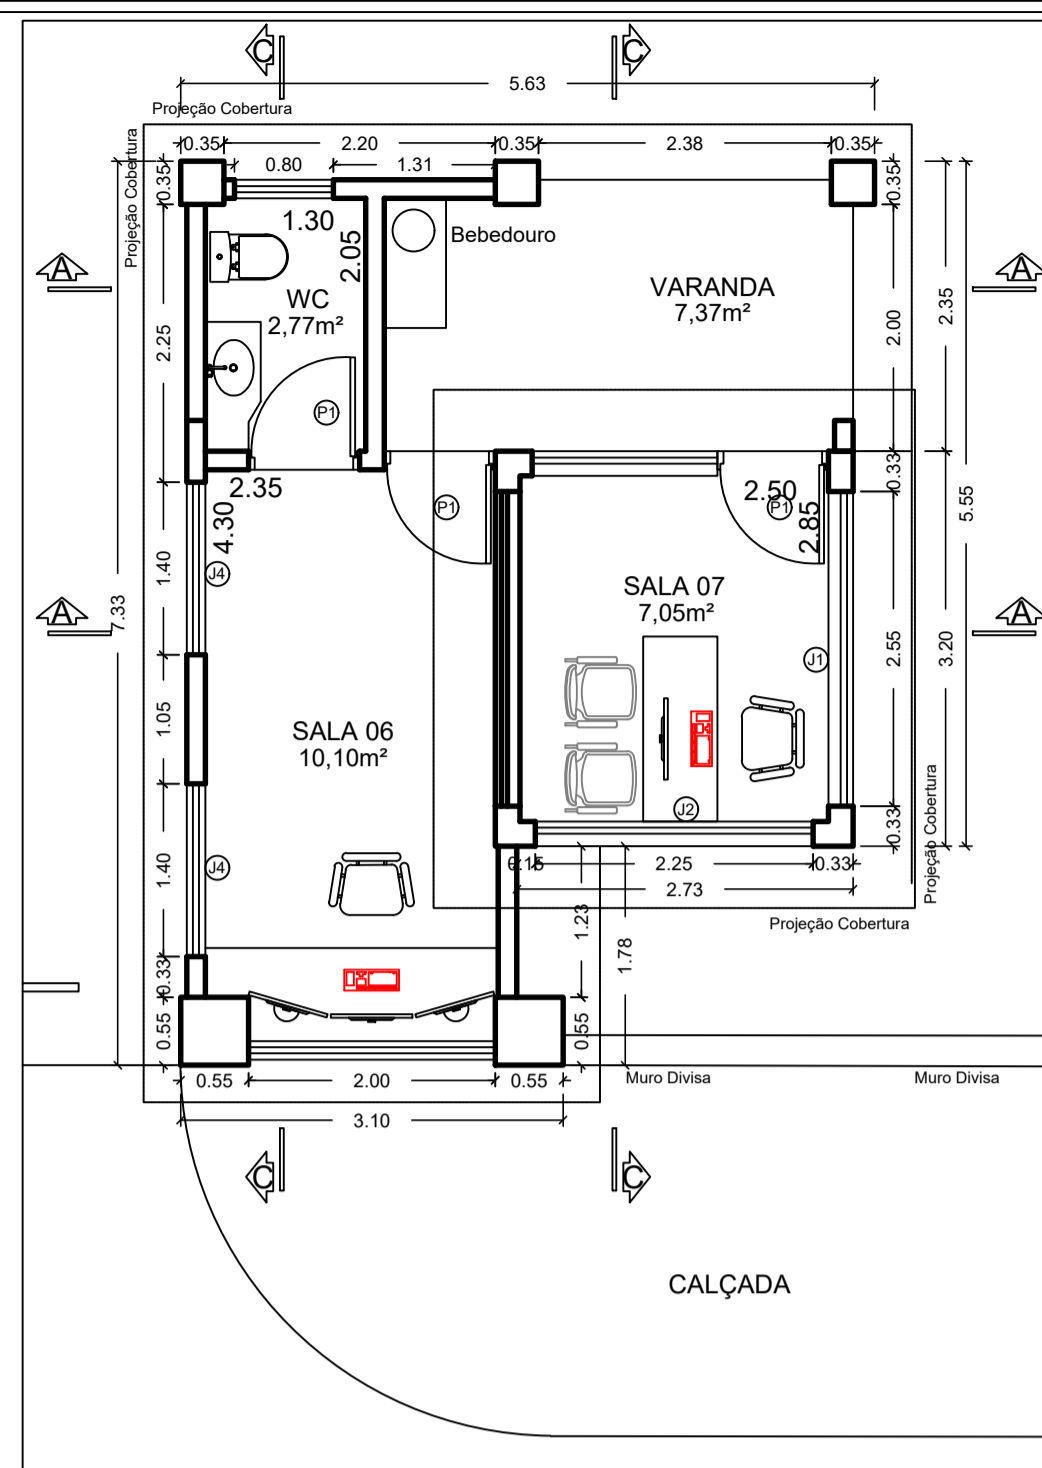 C
C
5.63
Projeção Cobertura
0.35
2.20
0.35
2.38
0.35
0.80
1.31
Projeção Cobertura
0.35
0.35
1.30
2.05
Bebedouro
A
A
WC
2,77m²
VARANDA
7,37m²
2.25
2.00
2.35
P1
2.35
4.30
P1
2.50
P1
2.85
0.33
5.55
J4
1.40
7.33
A
A
SALA 07
7,05m²
J1
2.55
3.20
1.05
SALA 06
10,10m²
J2
0.33
Projeção Cobertura
1.40
J4
0.15
2.25
0.33
2.73
1.23
1.78
Projeção Cobertura
0.33
0.55
0.55
0.55
2.00
0.55
Muro Divisa
Muro Divisa
3.10
C
C
CALÇADA